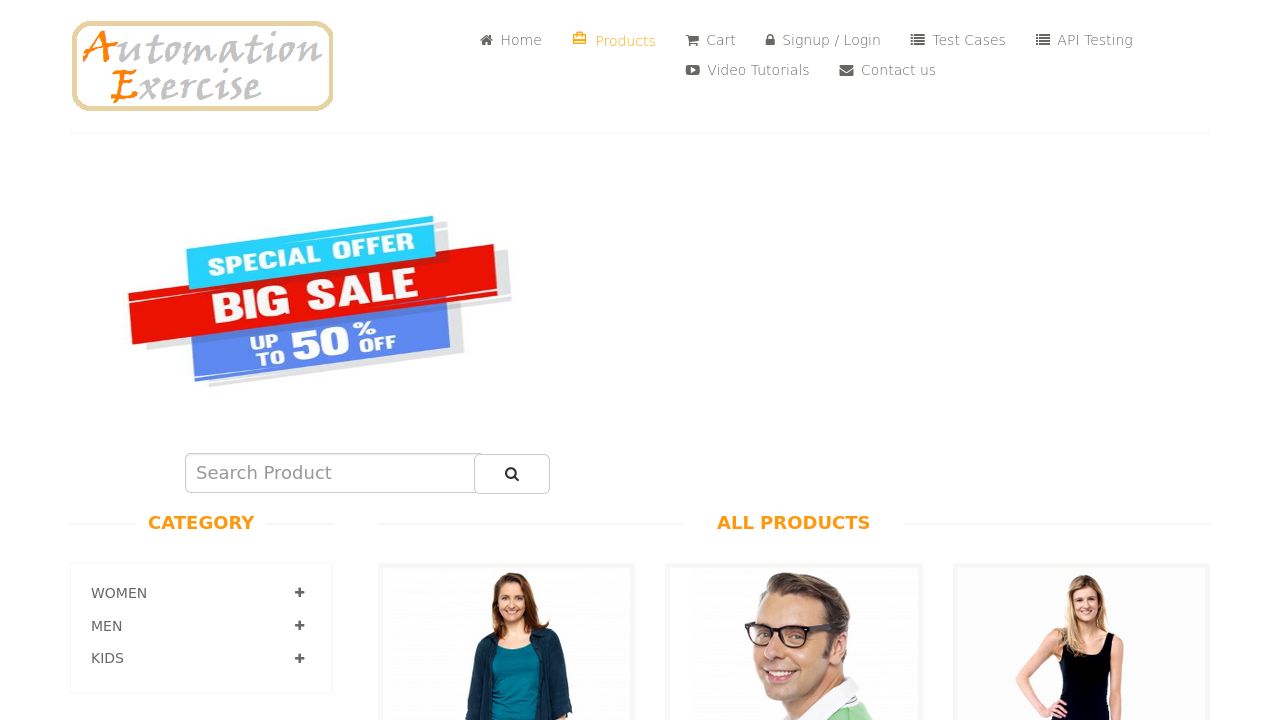 Automation
Exercise
Home
Products
Cart
Signup / Login
Test Cases
API Testing
Video Tutorials
Contact us
SPECIAL OFFER
BIG SALE
UP TO 50% OFF
Search Product
CATEGORY
WOMEN
MEN
KIDS
ALL PRODUCTS